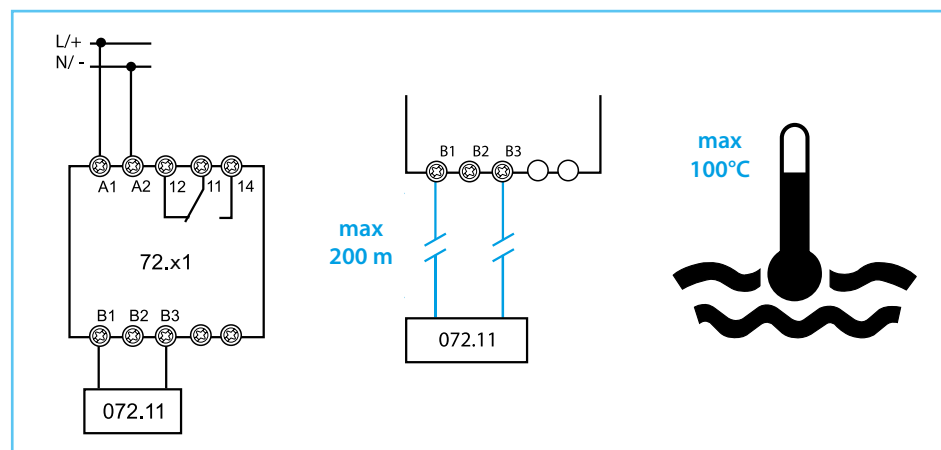 L/+
N/ -
A1 A2 12 11 14
72.x1
B1 B2 B3
072.11
B1 B2 B3
max
200 m
072.11
max
100°C